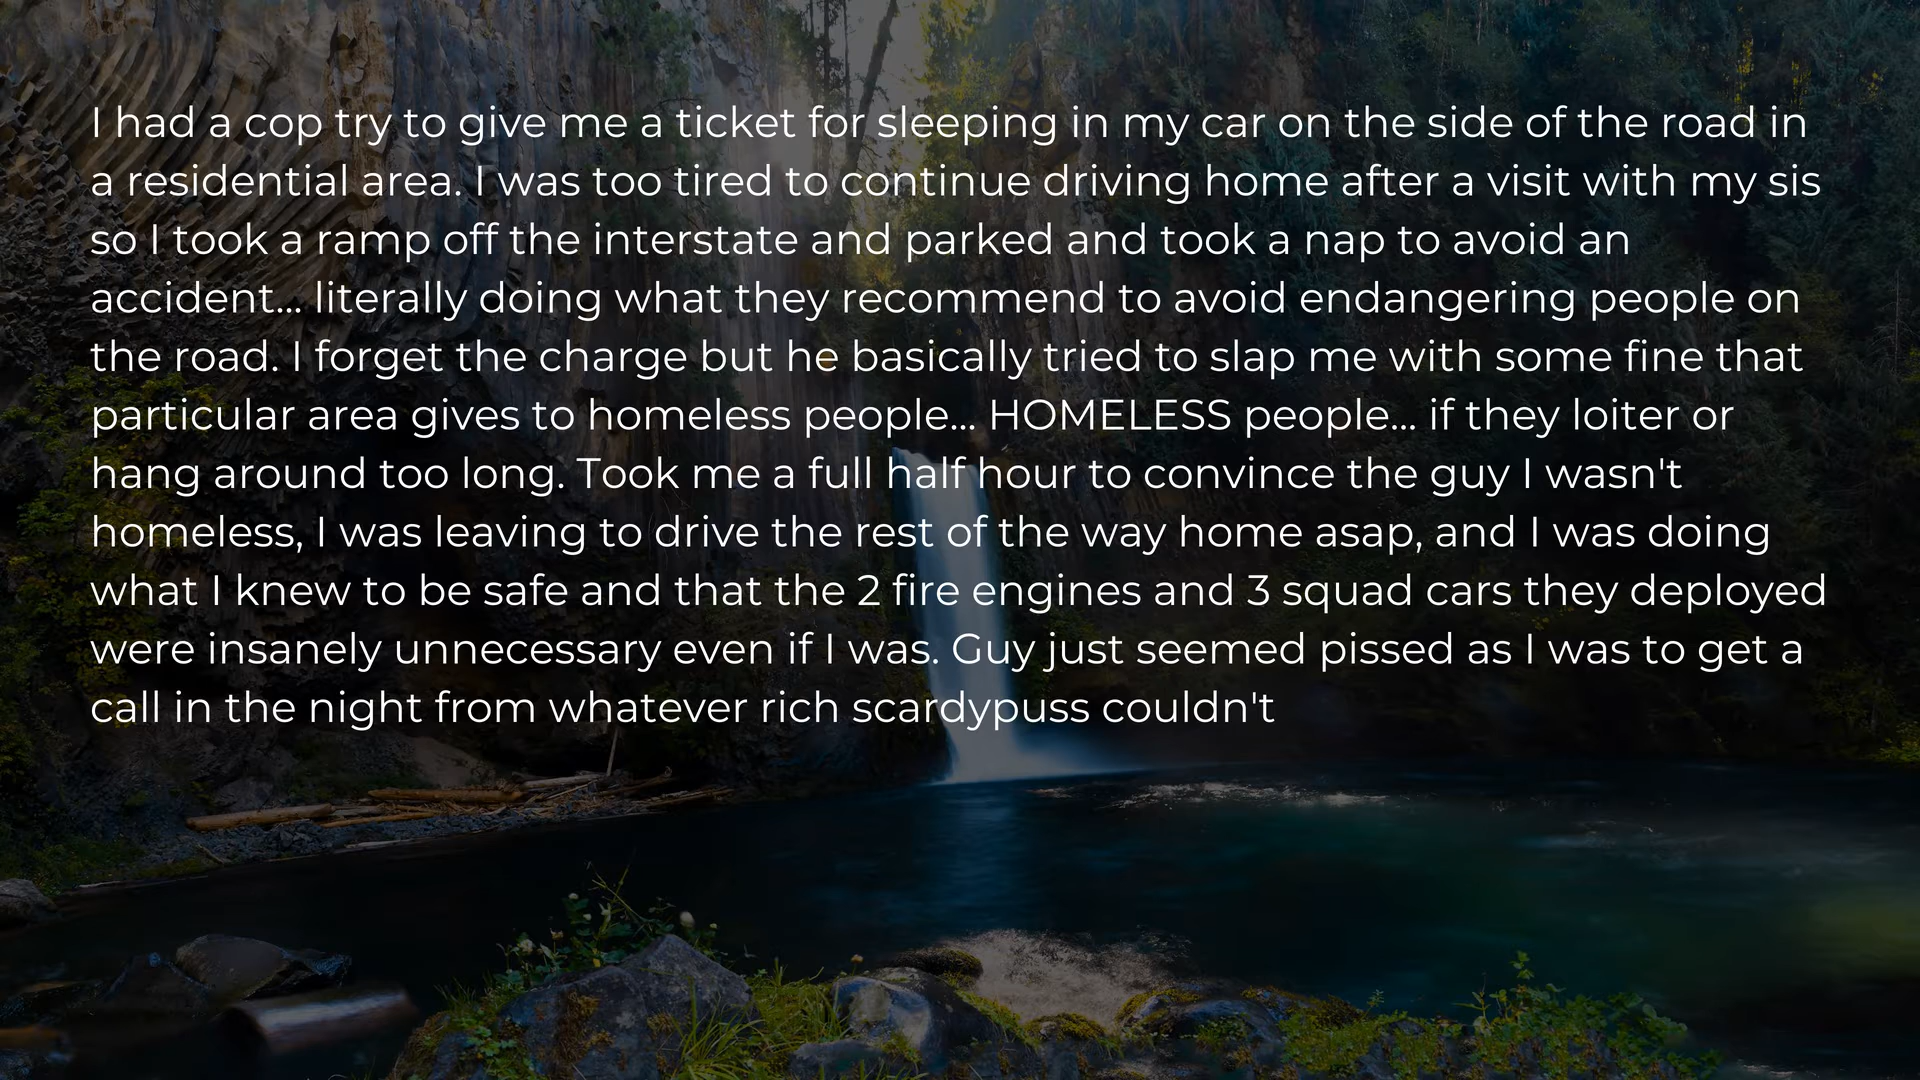 I had a cop try to give me a ticket for sleeping in my car on the side of the road in
a residential area. I was too tired to continue driving home after a visit with my sis
so I took a ramp off the interstate and parked and took a nap to avoid an
accident... literally doing what they recommend to avoid endangering people on
the road. I forget the charge but he basically tried to slap me with some fine that
particular area gives to homeless people... HOMELESS people... if they loiter or
hang around too long. Took me a full half hour to convince the guy I wasn't
homeless, I was leaving to drive the rest of the way home asap, and I was doing
what I knew to be safe and that the 2 fire engines and 3 squad cars they deployed
were insanely unnecessary even if I was. Guy just seemed pissed as I was to get a
call in the night from whatever rich scardypuss couldn't